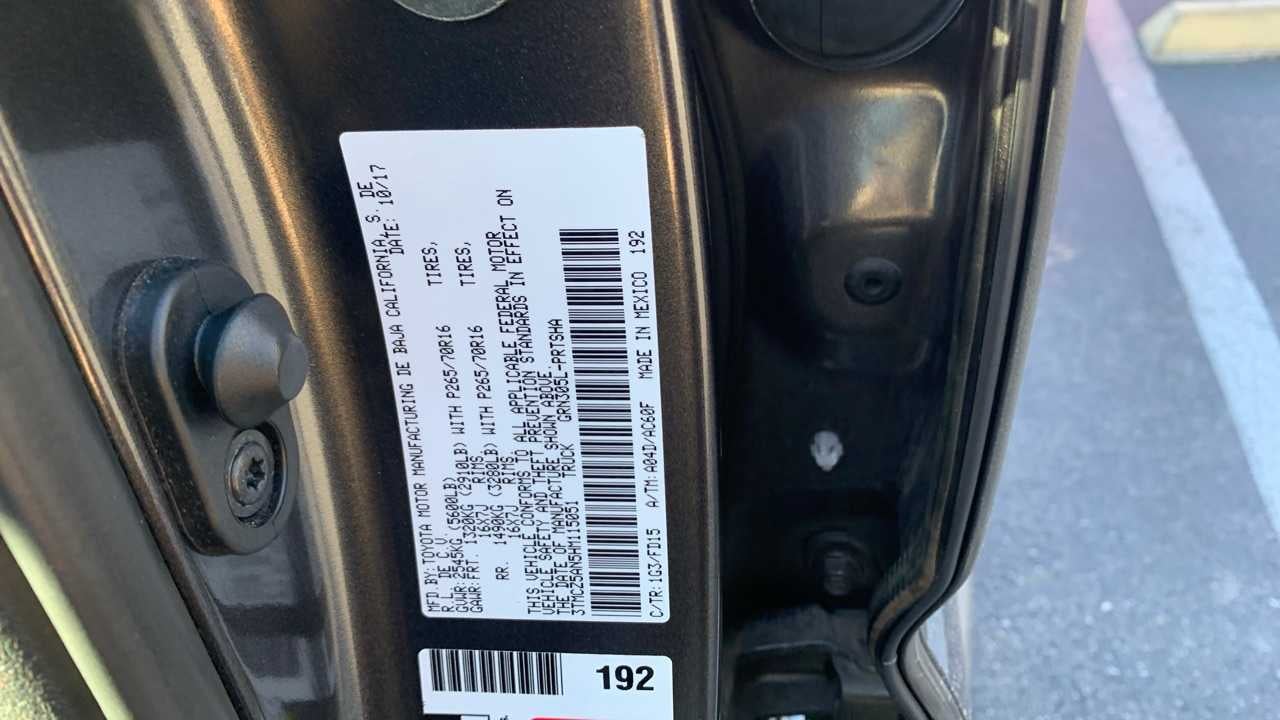 MFD.BY:TOYOTA MOTOR MANUFACTURING DE BAJA CALIFORNIA, S. DE
R.L. DE C.V. DATE: 10/17
GVWR:2545KG (5600LB)
GAWR:FRT. 1320KG (2910LB) WITH P265/70R16 TIRES,
16X7J RIMS
RR. 1490KG (3280LB) WITH P265/70R16 TIRES,
16X7J RIMS
THIS VEHICLE CONFORMS TO ALL APPLICABLE FEDERAL MOTOR
VEHICLE SAFETY AND THEFT PREVENTION STANDARDS IN EFFECT ON
THE DATE OF MANUFACTURE SHOWN ABOVE.
3TMCZ5AN5HM115051 TRUCK GRN305L-PRTSHA
C/TR:1G3/FD15 A/TM:A04D/AC60F MADE IN MEXICO 192
192